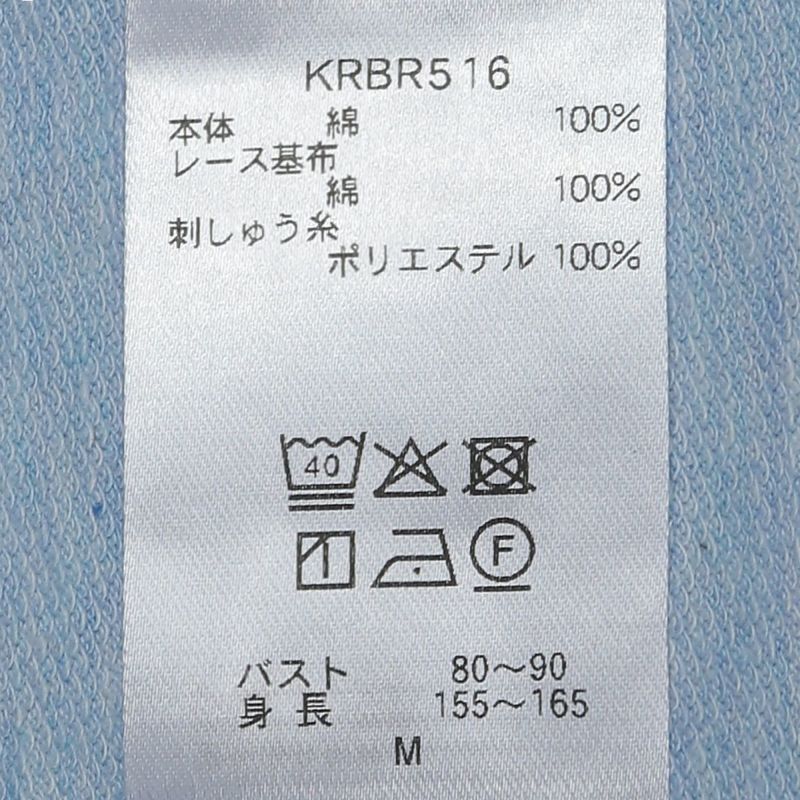 KRBR516
本体 綿 100%
レース基布
綿 100%
刺しゅう糸
ポリエステル 100%
40
F
バスト 80～90
身長 155～165
M